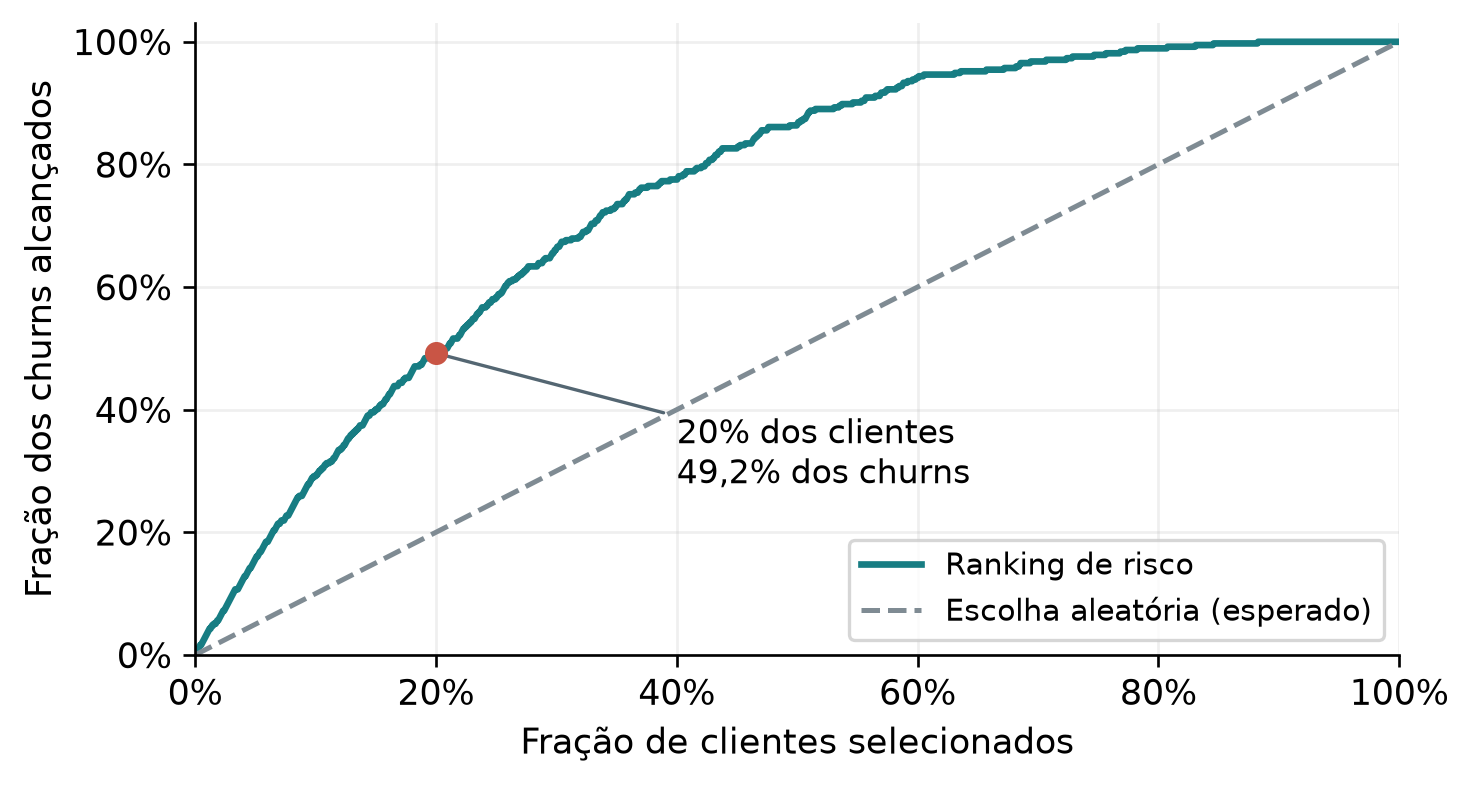 Fração dos churns alcançados
100%
80%
60%
40%
20%
0%
20% dos clientes
49,2% dos churns
Ranking de risco
Escolha aleatória (esperado)
0%
20%
40%
60%
80%
100%
Fração de clientes selecionados